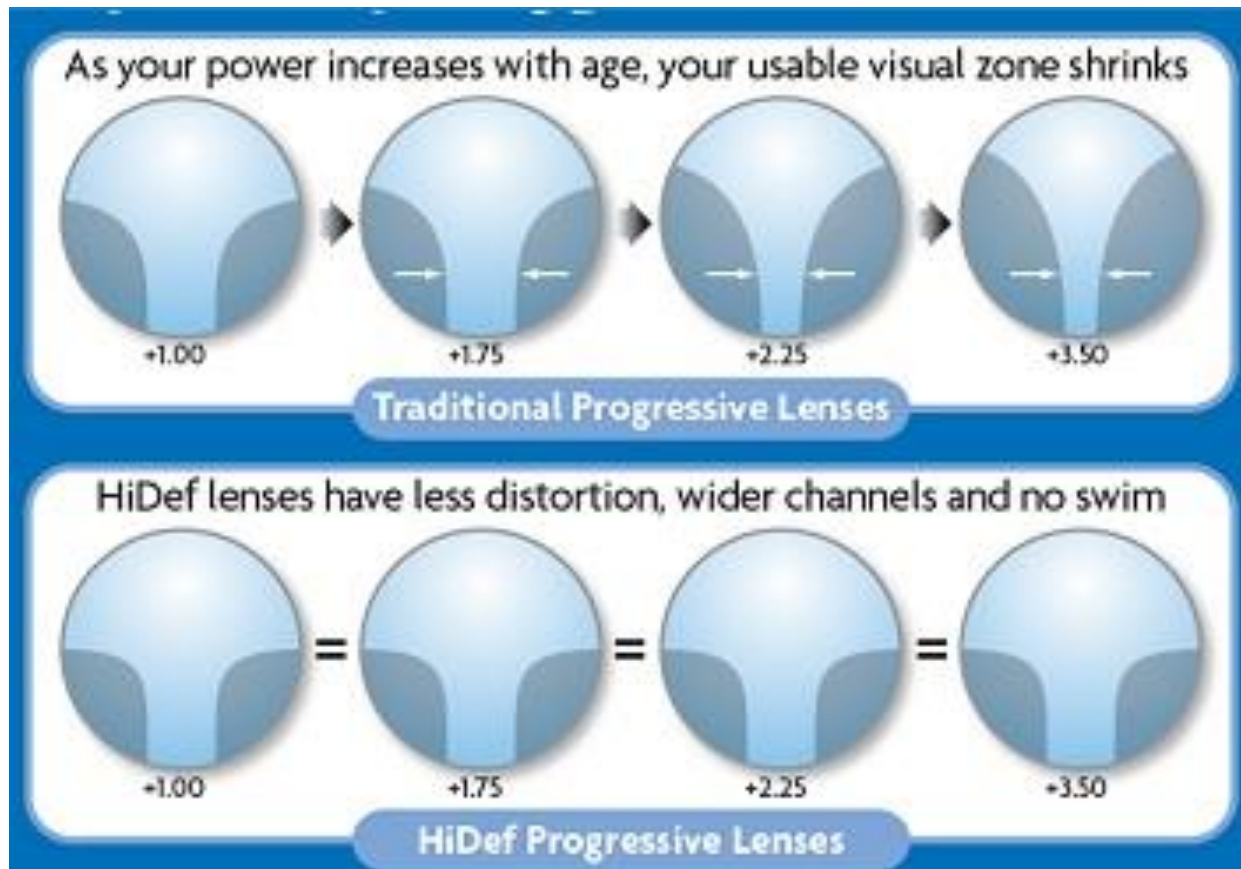 As your power increases with age, your usable visual zone shrinks
+1.00 +1.75 +2.25 +3.50
Traditional Progressive Lenses
HiDef lenses have less distortion, wider channels and no swim
= = =
+1.00 +1.75 +2.25 +3.50
HiDef Progressive Lenses